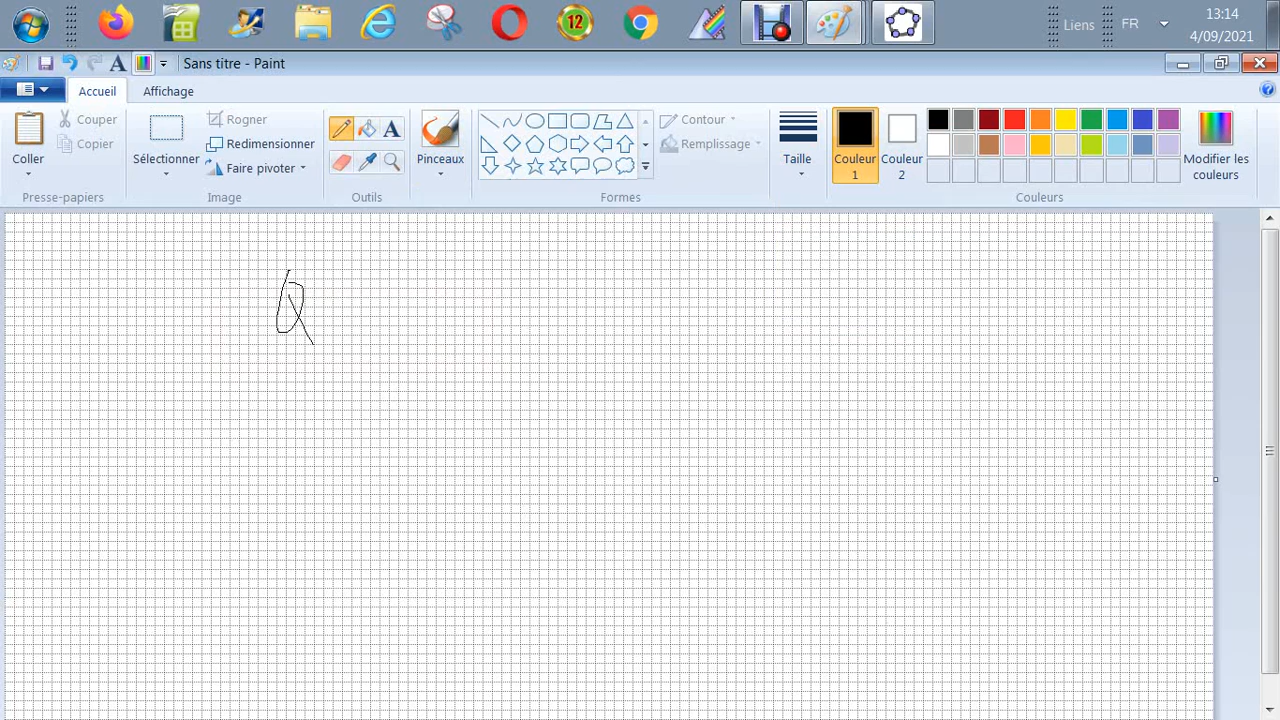 12
Liens
FR
13:14
4/09/2021
Sans titre - Paint
Accueil
Affichage
Coller
Couper
Copier
Presse-papiers
Sélectionner
Rogner
Redimensionner
Faire pivoter
Image
A
Outils
Pinceaux
Contour
Remplissage
Formes
Taille
Couleur
1
Couleur
2
Modifier les
couleurs
Couleurs